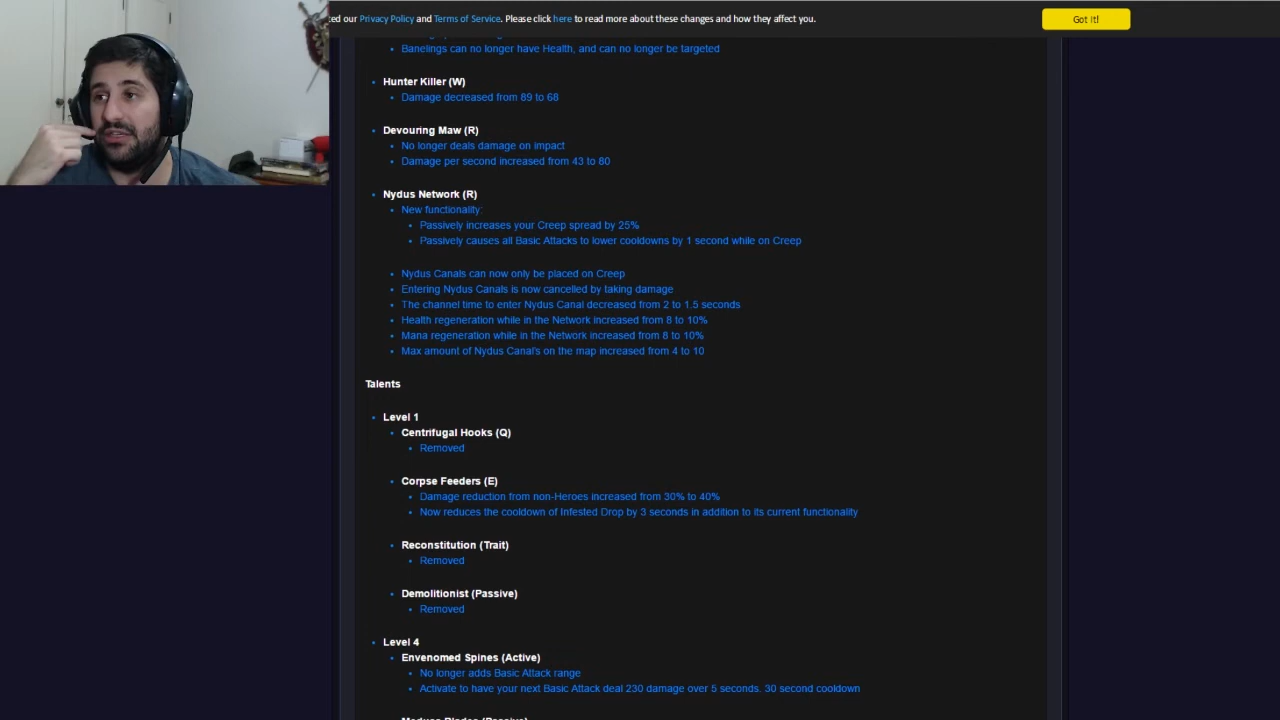 ted our Privacy Policy and Terms of Service. Please click here to read more about these changes and how they affect you.
Got It!
Banelings can no longer have Health, and can no longer be targeted
Hunter Killer (W)
Damage decreased from 89 to 68
Devouring Maw (R)
No longer deals damage on impact
Damage per second increased from 43 to 80
Nydus Network (R)
New functionality:
Passively increases your Creep spread by 25%
Passively causes all Basic Attacks to lower cooldowns by 1 second while on Creep
Nydus Canals can now only be placed on Creep
Entering Nydus Canals is now cancelled by taking damage
The channel time to enter Nydus Canal decreased from 2 to 1.5 seconds
Health regeneration while in the Network increased from 8 to 10%
Mana regeneration while in the Network increased from 8 to 10%
Max amount of Nydus Canal's on the map increased from 4 to 10
Talents
Level 1
Centrifugal Hooks (Q)
Removed
Corpse Feeders (E)
Damage reduction from non-Heroes increased from 30% to 40%
Now reduces the cooldown of Infested Drop by 3 seconds in addition to its current functionality
Reconstitution (Trait)
Removed
Demolitionist (Passive)
Removed
Level 4
Envenomed Spines (Active)
No longer adds Basic Attack range
Activate to have your next Basic Attack deal 230 damage over 5 seconds. 30 second cooldown